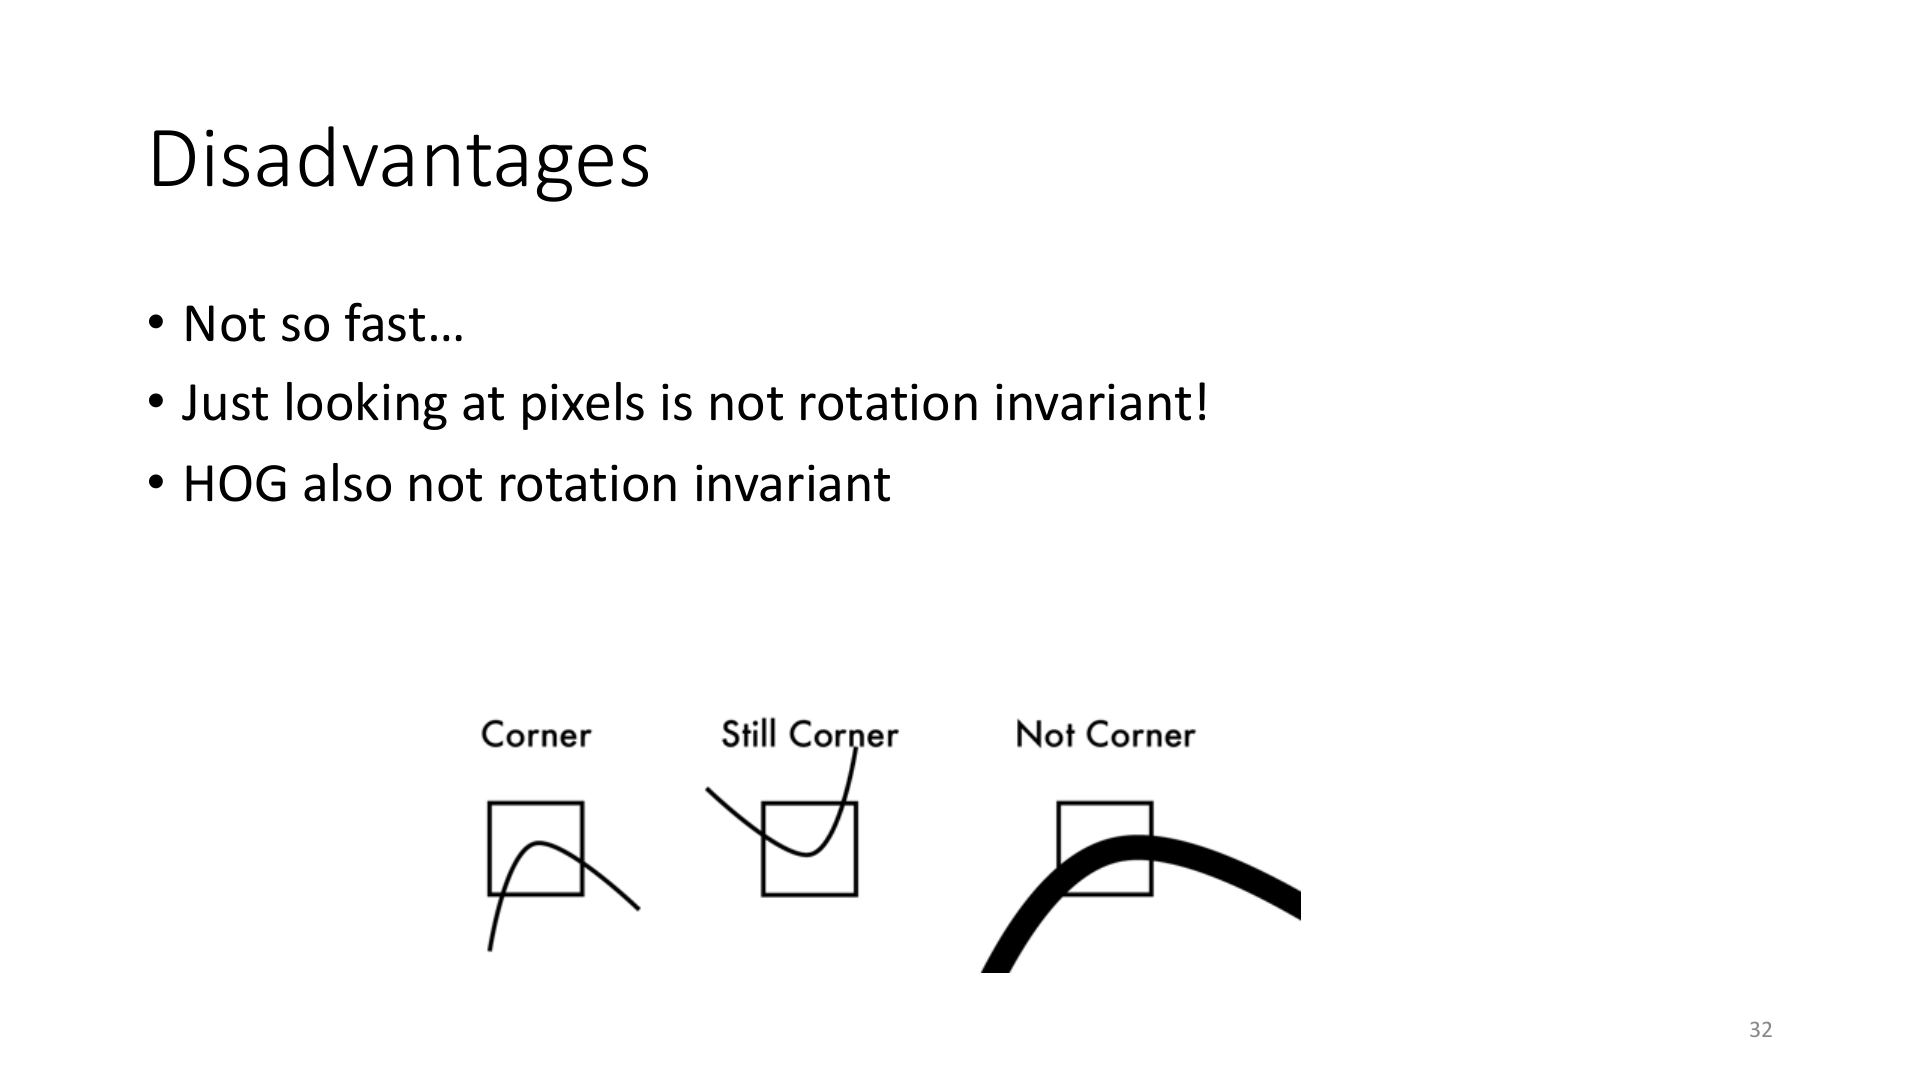 Disadvantages
• Not so fast…
• Just looking at pixels is not rotation invariant!
• HOG also not rotation invariant
Corner Still Corner Not Corner
32